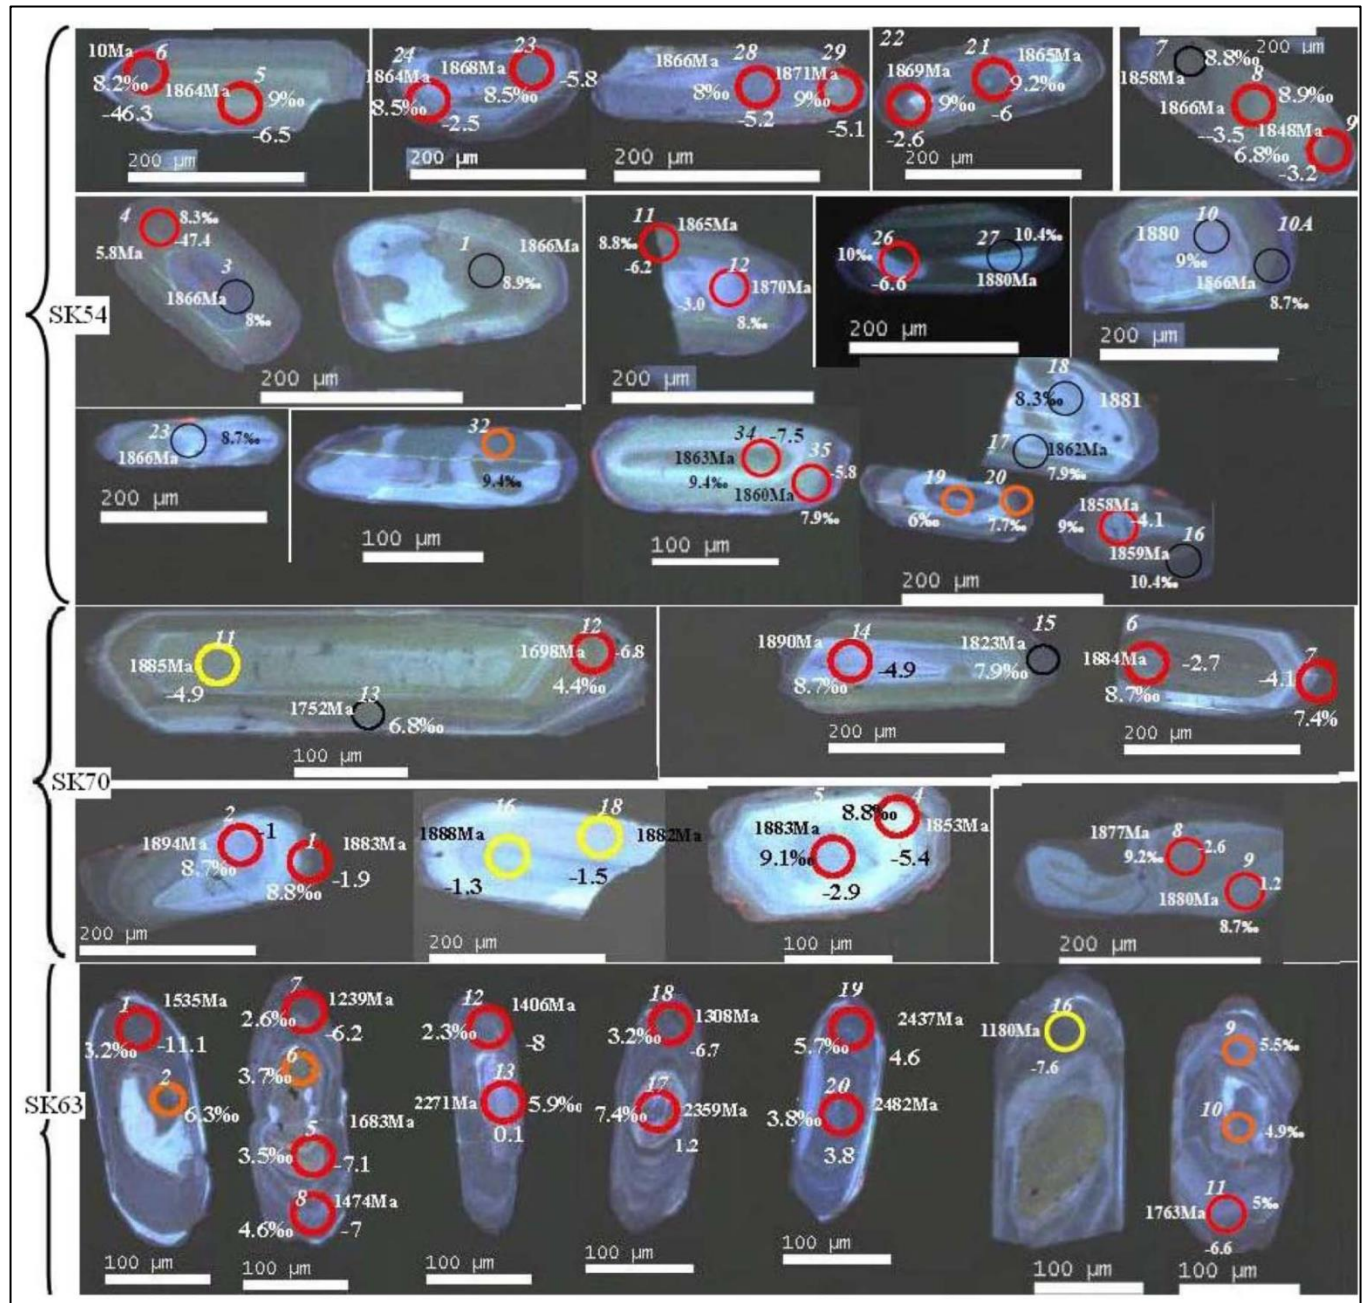 SK54
10Ma 6
8.2‰
-46.3
1864Ma 5
9‰
-6.5
200 µm
24
1864Ma
8.5‰
-2.5
23
1868Ma
8.5‰
-5.8
200 µm
28
1866Ma
8‰
-5.2
29
1871Ma
9‰
-5.1
200 µm
22
1869Ma
9‰
-2.6
21 1865Ma
9.2‰
-6
200 µm
200 µm
7
8.8‰
1858Ma
8
1866Ma
8.9‰
--3.5
1848Ma 9
6.8‰
-3.2
4
8.3‰
5.8Ma
-47.4
3
1866Ma
8‰
1
1866Ma
8.9‰
200 µm
11
1865Ma
8.8‰
-6.2
12
1870Ma
-3.0
8.‰
200 µm
26
10‰
-6.6
27
10.4‰
1880Ma
200 µm
10
1880
9‰
10A
1866Ma
8.7‰
200 µm
23
8.7‰
1866Ma
200 µm
32
9.4‰
100 µm
34
-7.5
1863Ma
9.4‰
35
-5.8
1860Ma
7.9‰
100 µm
18
8.3‰
1881
17
1862Ma
7.9‰
19
6‰
20
7.7‰
1858Ma
-4.1
9‰
16
1859Ma
10.4‰
200 µm
SK70
11
1885Ma
-4.9
12
1698Ma
-6.8
4.4‰
13
1752Ma
6.8‰
100 µm
14
1890Ma
-4.9
8.7‰
15
1823Ma
7.9‰
200 µm
6
1884Ma
-2.7
8.7‰
7
-4.1
7.4%
200 µm
2
1894Ma
-1
8.7‰
1
1883Ma
-1.9
8.8‰
200 µm
16
1888Ma
-1.3
18
1882Ma
-1.5
200 µm
5
1883Ma
9.1‰
-2.9
4
8.8‰
1853Ma
-5.4
100 µm
1877Ma 8
9.2‰
-2.6
9
1.2
1880Ma
8.7‰
200 µm
SK63
1
1535Ma
3.2‰
-11.1
2
6.3‰
100 µm
7
1239Ma
2.6‰
-6.2
6
3.7‰
1683Ma
5
3.5‰
-7.1
8
1474Ma
4.6‰
-7
100 µm
12
1406Ma
2.3‰
-8
13
2271Ma
5.9‰
0.1
100 µm
18
1308Ma
3.2‰
-6.7
17
7.4‰
2359Ma
1.2
100 µm
19
2437Ma
5.7‰
4.6
20
3.8‰
2482Ma
3.8
100 µm
16
1180Ma
-7.6
100 µm
9
5.5‰
10
4.9‰
11
5‰
1763Ma
-6.6
100 µm